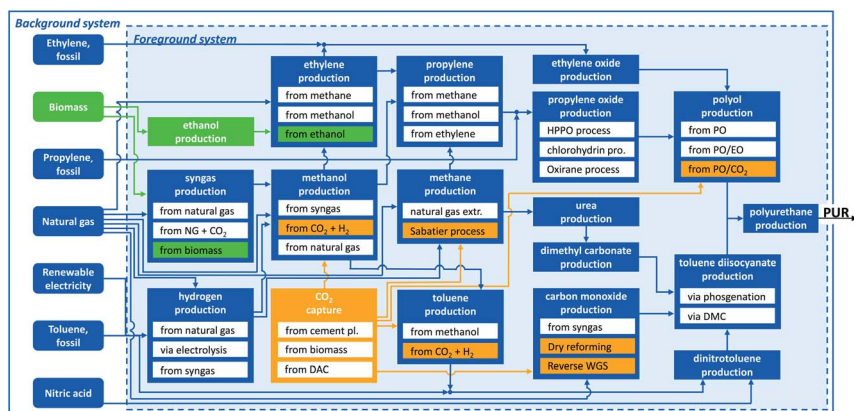 Background system
Foreground system
Ethylene,
fossil
Biomass
Propylene,
fossil
Natural gas
Renewable
electricity
Toluene,
fossil
Nitric acid
ethanol
production
syngas
production
from natural gas
from NG + CO₂
from biomass
hydrogen
production
from natural gas
via electrolysis
from syngas
ethylene
production
from methane
from methanol
from ethanol
methanol
production
from syngas
from CO₂ + H₂
from natural gas
CO₂
capture
from cement pl.
from biomass
from DAC
propylene
production
from methane
from methanol
from ethylene
methane
production
natural gas extr.
Sabatier process
toluene
production
from methanol
from CO₂ + H₂
ethylene oxide
production
propylene oxide
production
HPPO process
chlorohydrin pro.
Oxirane process
urea
production
dimethyl carbonate
production
carbon monoxide
production
from syngas
Dry reforming
Reverse WGS
polyol
production
from PO
from PO/EO
from PO/CO₂
toluene diisocyanate
production
via phosgenation
via DMC
dinitrotoluene
production
polyurethane
production
PUR